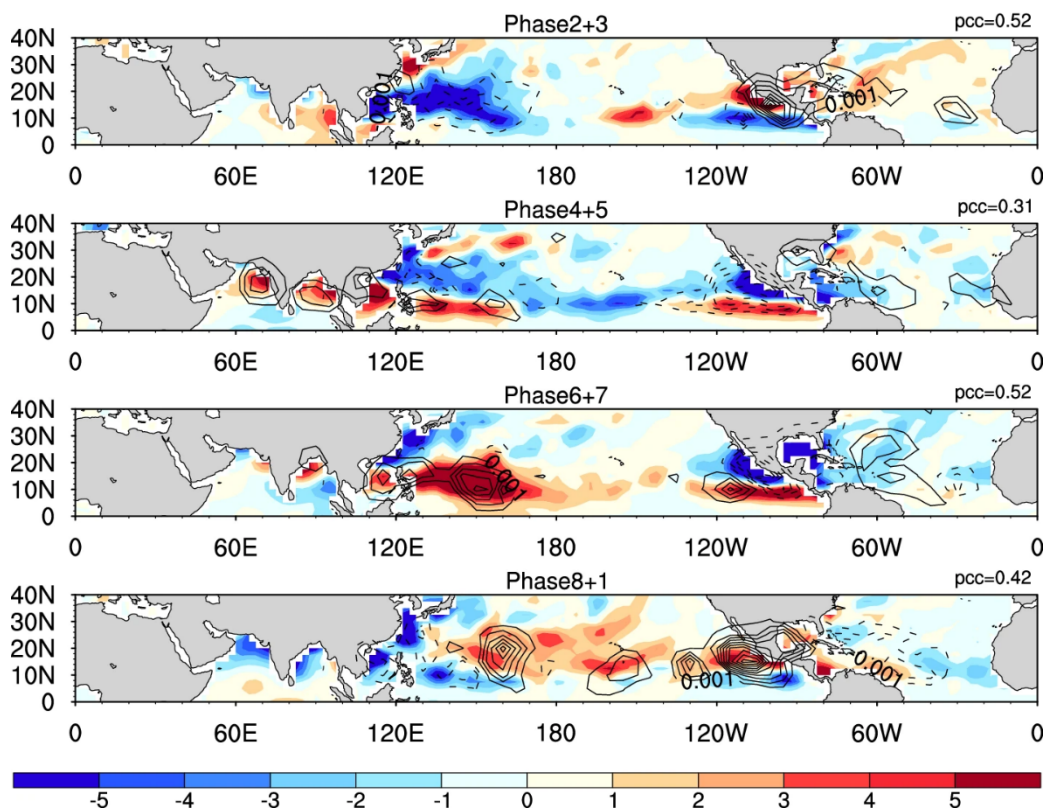 Phase2+3 pcc=0.52
40N
30N
20N
10N
0
0.001
0.001
0 60E 120E 180 120W 60W 0
Phase4+5 pcc=0.31
40N
30N
20N
10N
0
0 60E 120E 180 120W 60W 0
Phase6+7 pcc=0.52
40N
30N
20N
10N
0
0.001
0 60E 120E 180 120W 60W 0
Phase8+1 pcc=0.42
40N
30N
20N
10N
0
0.001
0.001
0 60E 120E 180 120W 60W 0
-5 -4 -3 -2 -1 0 1 2 3 4 5